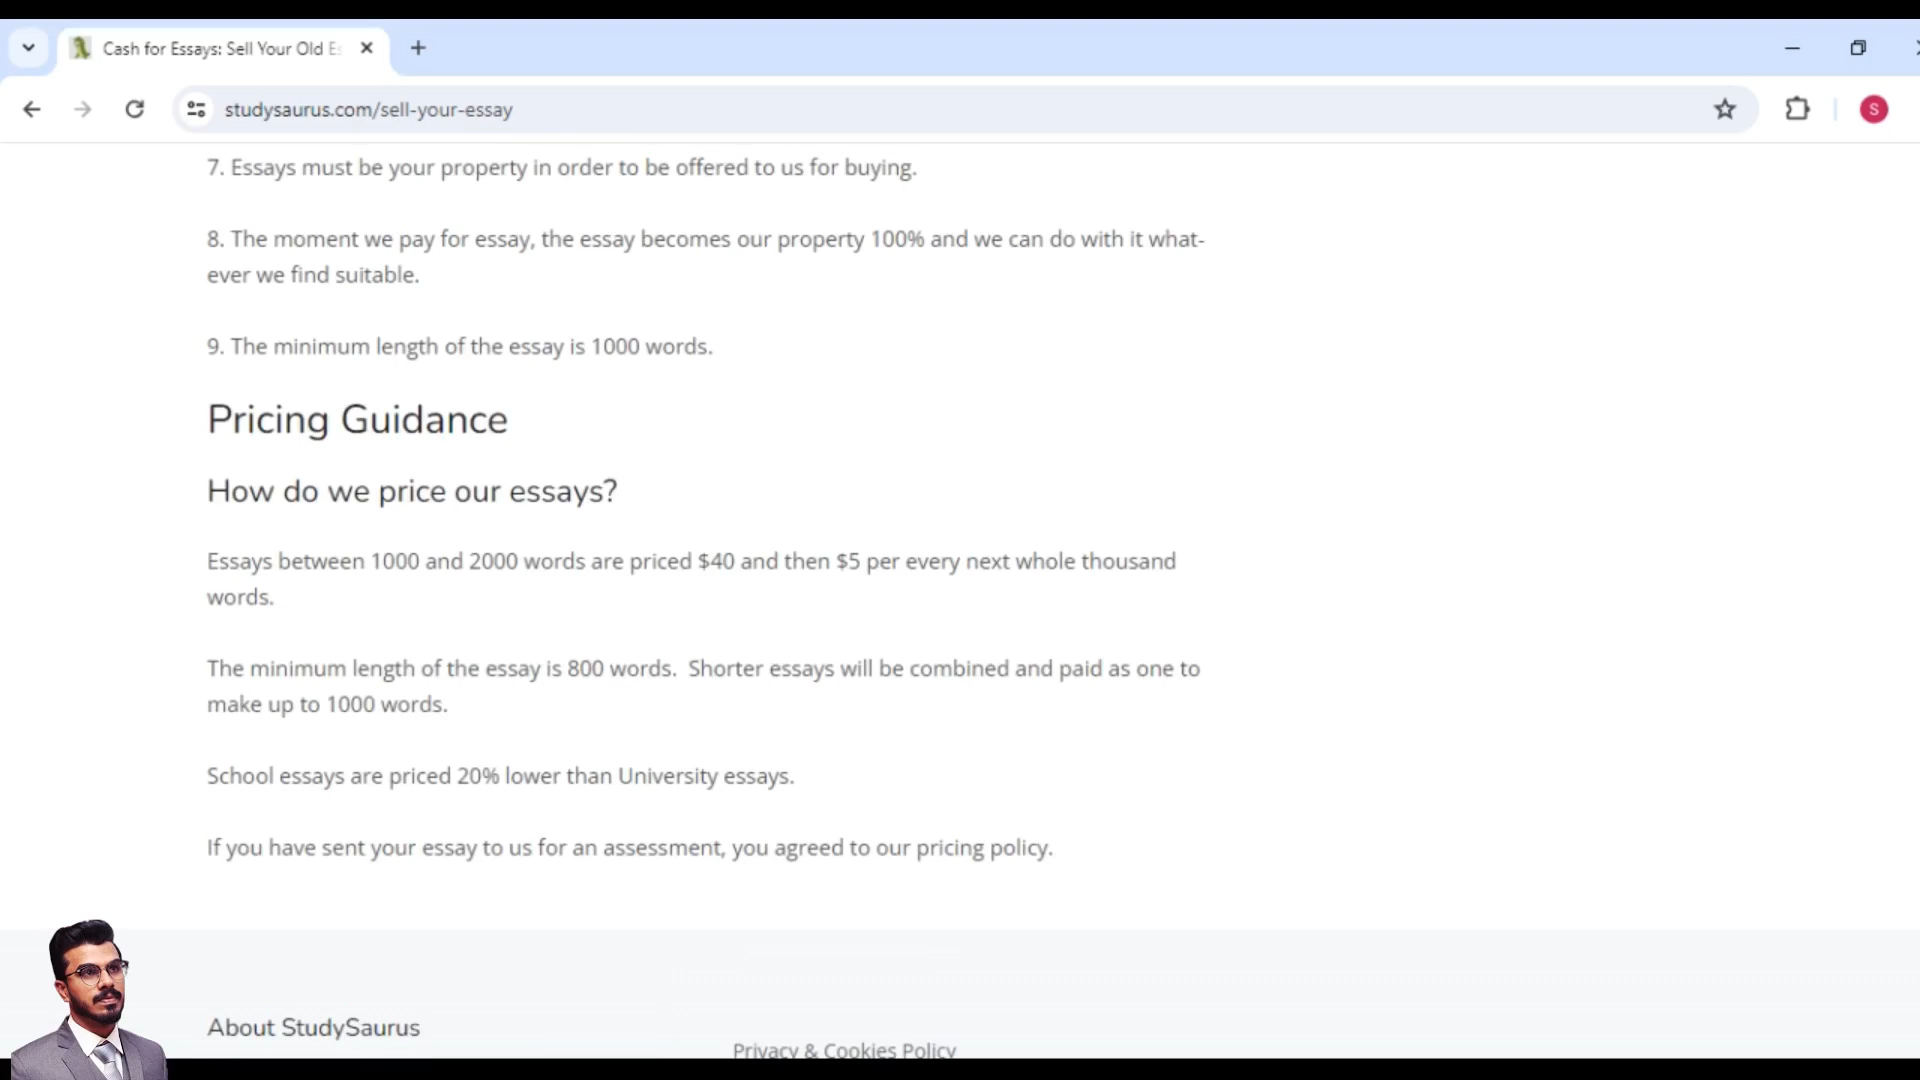 Cash for Essays: Sell Your Old Es
studysaurus.com/sell-your-essay
S
7. Essays must be your property in order to be offered to us for buying.
8. The moment we pay for essay, the essay becomes our property 100% and we can do with it what-
ever we find suitable.
9. The minimum length of the essay is 1000 words.
Pricing Guidance
How do we price our essays?
Essays between 1000 and 2000 words are priced $40 and then $5 per every next whole thousand
words.
The minimum length of the essay is 800 words. Shorter essays will be combined and paid as one to
make up to 1000 words.
School essays are priced 20% lower than University essays.
If you have sent your essay to us for an assessment, you agreed to our pricing policy.
About StudySaurus
Privacy & Cookies Policy